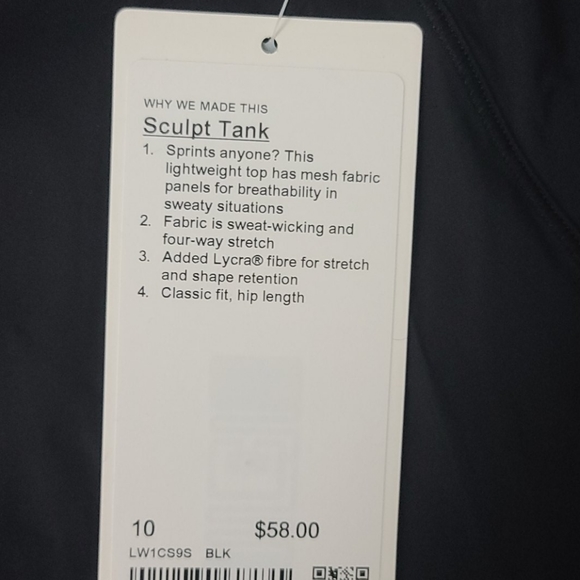 WHY WE MADE THIS
Sculpt Tank
1. Sprints anyone? This
lightweight top has mesh fabric
panels for breathability in
sweaty situations
2. Fabric is sweat-wicking and
four-way stretch
3. Added Lycra® fibre for stretch
and shape retention
4. Classic fit, hip length
10 $58.00
LW1CS9S BLK